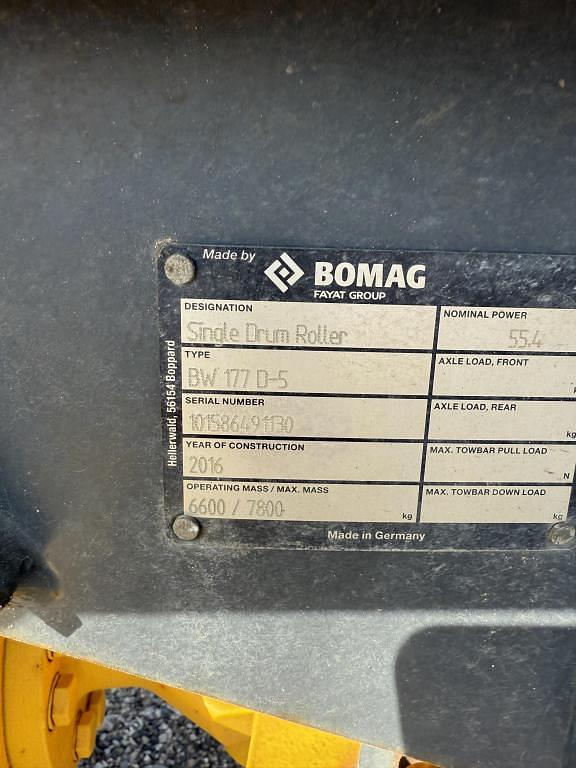 Made by BOMAG
FAYAT GROUP
DESIGNATION
Single Drum Roller
NOMINAL POWER
55.4
TYPE
BW 177 D-5
AXLE LOAD, FRONT
SERIAL NUMBER
101586491130
AXLE LOAD, REAR
kg
YEAR OF CONSTRUCTION
2016
MAX. TOWBAR PULL LOAD
N
OPERATING MASS / MAX. MASS
6600 / 7800
kg
MAX. TOWBAR DOWN LOAD
kg
Made in Germany
Hellerwald, 56154 Boppard